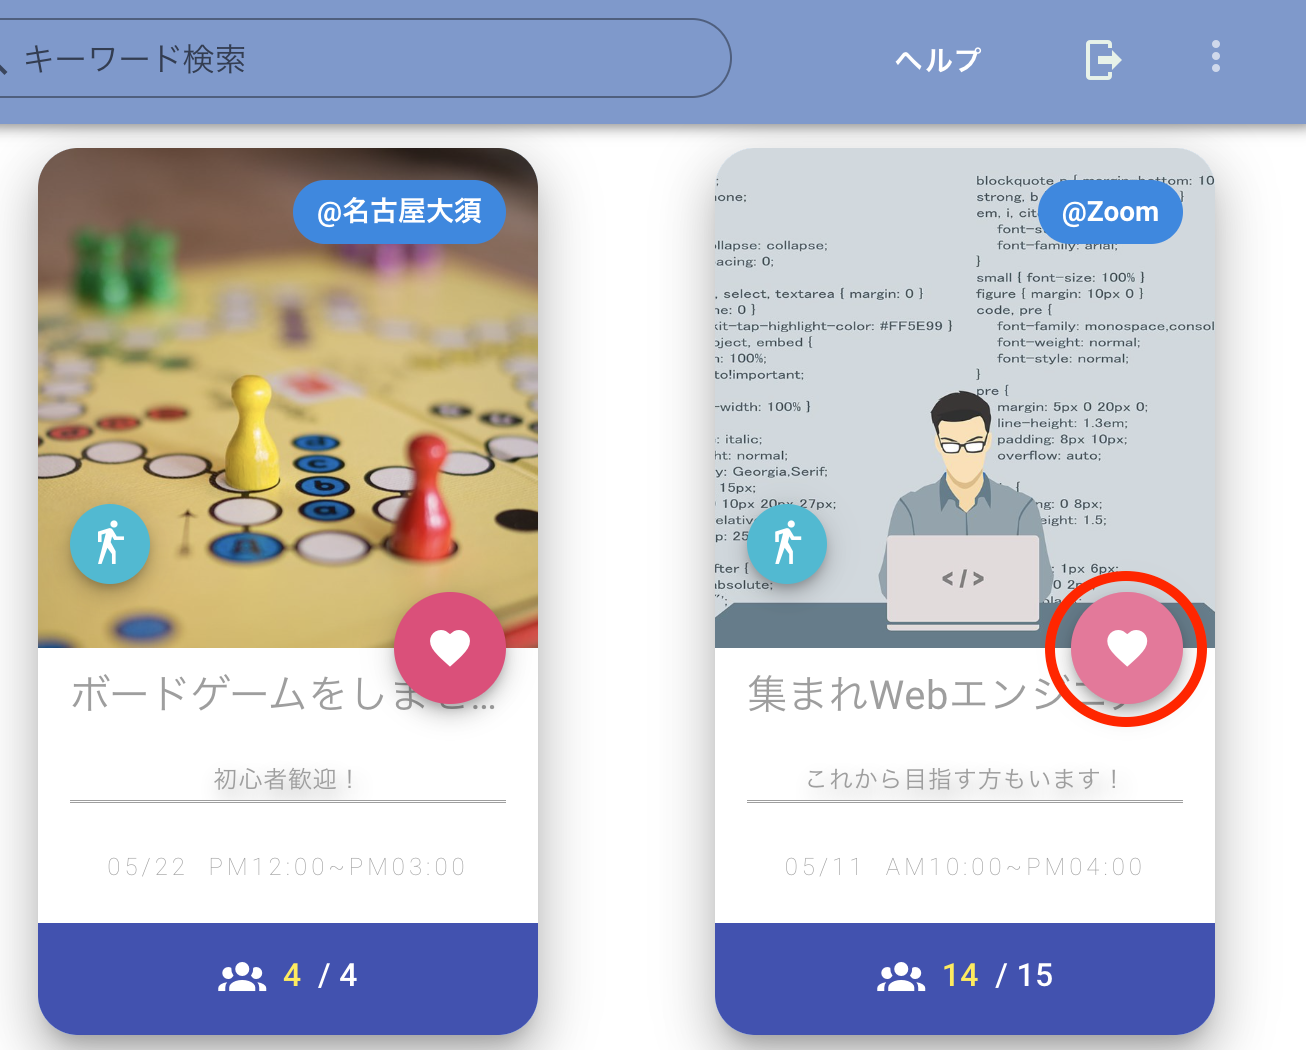 キーワード検索
ヘルプ
@名古屋大須
ボードゲームをしま
初心者歓迎！
05/22 PM12:00~PM03:00
4 / 4
blockquote
margin: bottom: 10
@Zoom
strong, b
em, i, cit
font-s
font-family: arial;
one;
ollapse: collapse;
acing: 0;
}
small { font-size: 100% }
, select, textarea { margin: 0 }
figure { margin: 10px 0 }
ne: 0 }
code, pre {
kit-tap-highlight-color: #FF5E99 }
font-family: monospace,consol
bject, embed {
font-weight: normal;
100%;
font-style: normal;
to!important;
}
pre {
-width: 100% }
margin: 5px 0 20px 0;
line-height: 1.3em;
: italic;
padding: 8px 10px;
ht: normal;
overflow: auto;
y: Georgia,Serif;
15px;
10px 20px 27px;
ng: 0 8px;
elativ
eight: 1.5;
p: 25
fter {
: 1px 6px;
absolute;
0 2p
</>
集まれWebエンジニア
これから目指す方もいます！
05/11 AM10:00~PM04:00
14 / 15